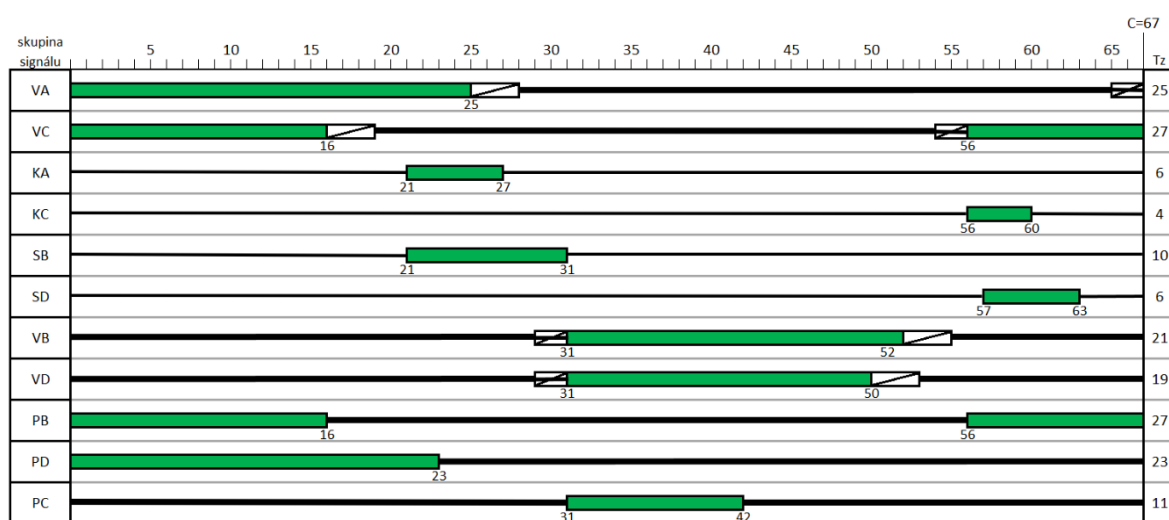 C=67
skupina signálu 5 10 15 20 25 30 35 40 45 50 55 60 65 Tz
VA 25 25
VC 16 56 27
KA 21 27 6
KC 56 60 4
SB 21 31 10
SD 57 63 6
VB 31 52 21
VD 31 50 19
PB 16 56 27
PD 23 23
PC 31 42 11